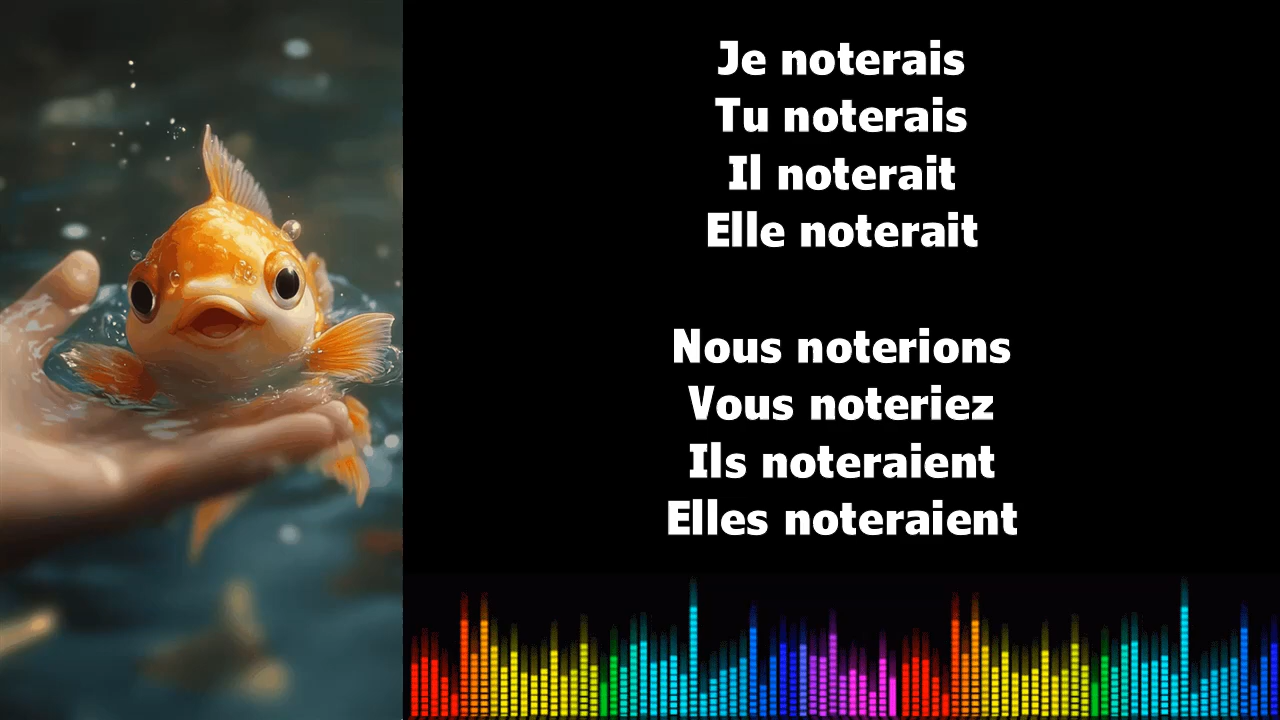 Je noterais
Tu noterais
Il noterait
Elle noterait
Nous noterions
Vous noteriez
Ils noteraient
Elles noteraient